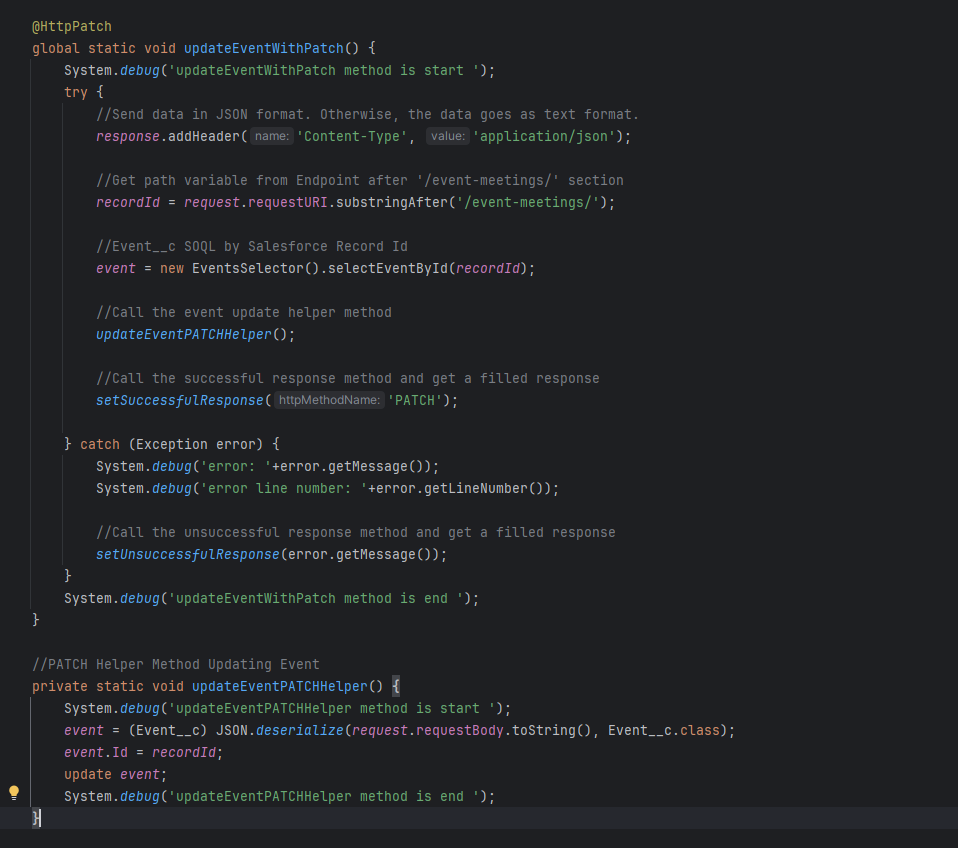 @HttpPatch
global static void updateEventWithPatch() {
System.debug('updateEventWithPatch method is start ');
try {
//Send data in JSON format. Otherwise, the data goes as text format.
response.addHeader( name: 'Content-Type', value: 'application/json');
//Get path variable from Endpoint after '/event-meetings/' section
recordId = request.requestURI.substringAfter('/event-meetings/');
//Event__c SOQL by Salesforce Record Id
event = new EventsSelector().selectEventById(recordId);
//Call the event update helper method
updateEventPATCHHelper();
//Call the successful response method and get a filled response
setSuccessfulResponse( httpMethodName: 'PATCH');
} catch (Exception error) {
System.debug('error: '+error.getMessage());
System.debug('error line number: '+error.getLineNumber());
//Call the unsuccessful response method and get a filled response
setUnsuccessfulResponse(error.getMessage());
}
System.debug('updateEventWithPatch method is end ');
}
//PATCH Helper Method Updating Event
private static void updateEventPATCHHelper() {
System.debug('updateEventPATCHHelper method is start ');
event = (Event__c) JSON.deserialize(request.requestBody.toString(), Event__c.class);
event.Id = recordId;
update event;
System.debug('updateEventPATCHHelper method is end ');
}